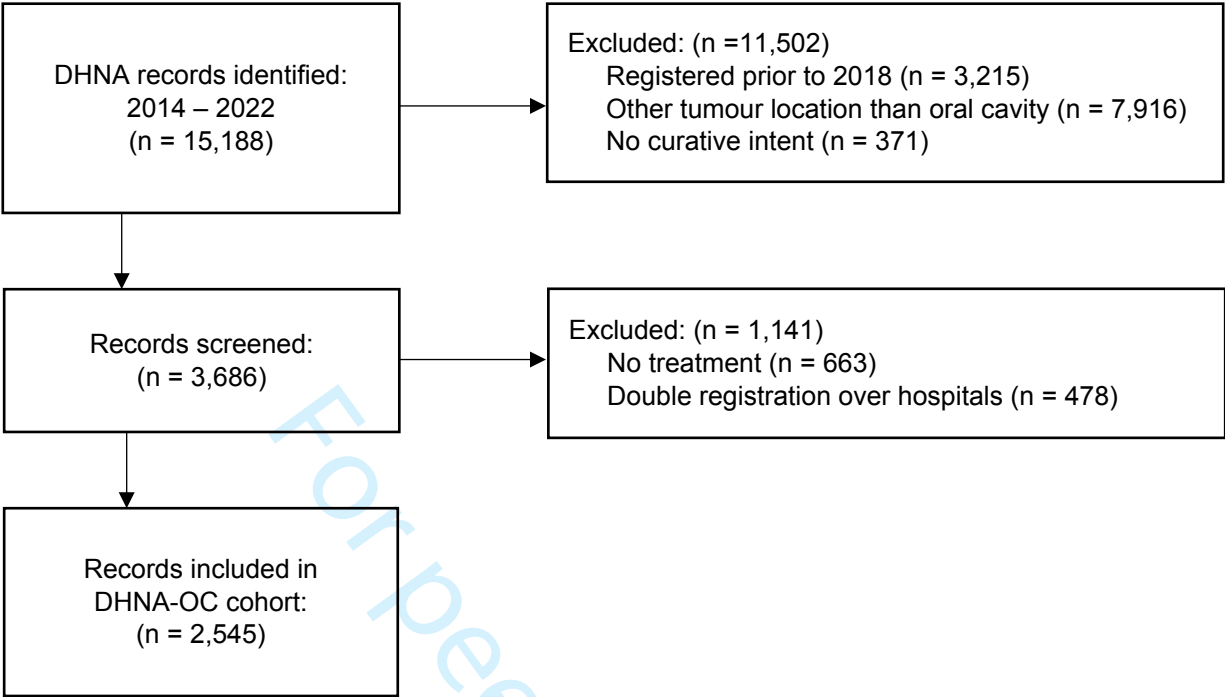 DHNA records identified:
2014 – 2022
(n = 15,188)
Excluded: (n =11,502)
Registered prior to 2018 (n = 3,215)
Other tumour location than oral cavity (n = 7,916)
No curative intent (n = 371)
Records screened:
(n = 3,686)
Excluded: (n = 1,141)
No treatment (n = 663)
Double registration over hospitals (n = 478)
Records included in
DHNA-OC cohort:
(n = 2,545)
For pee